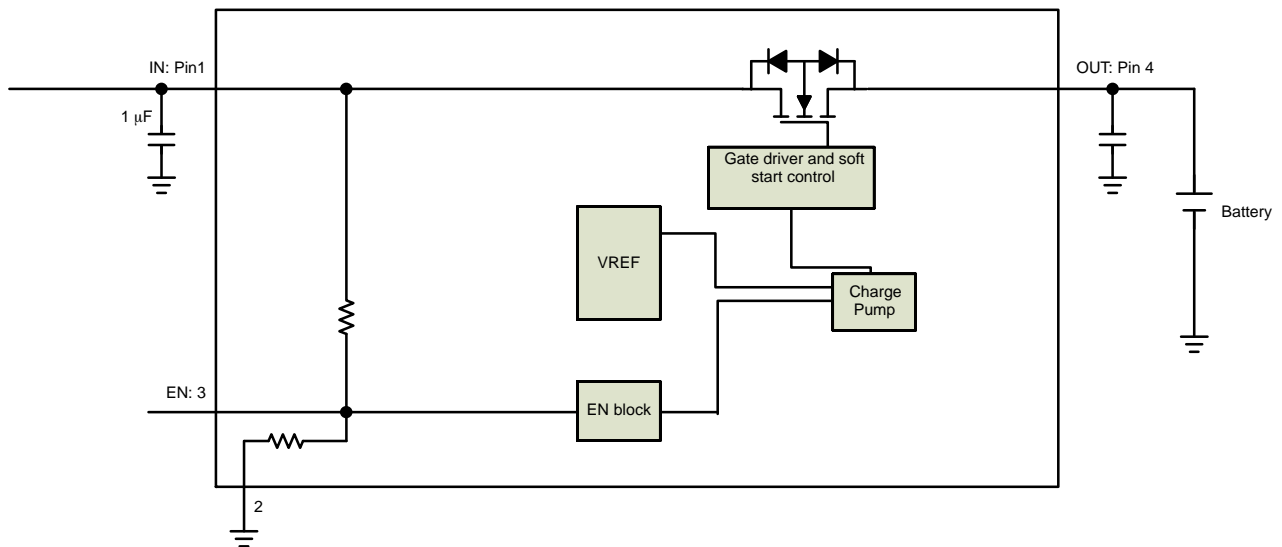 IN: Pin1
OUT: Pin 4
1 μF
Gate driver and soft
start control
Battery
VREF
Charge
Pump
EN: 3
EN block
2